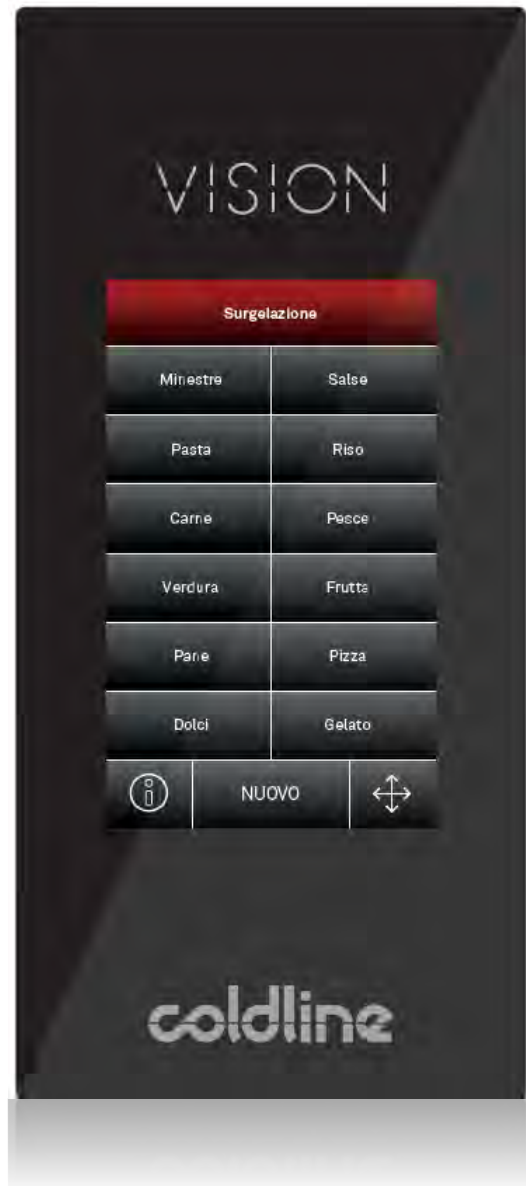 VISION
Surgelazione
Minestre Salse
Pasta Riso
Carne Pesce
Verdura Frutta
Pane Pizza
Dolci Gelato
NUOVO
coldline